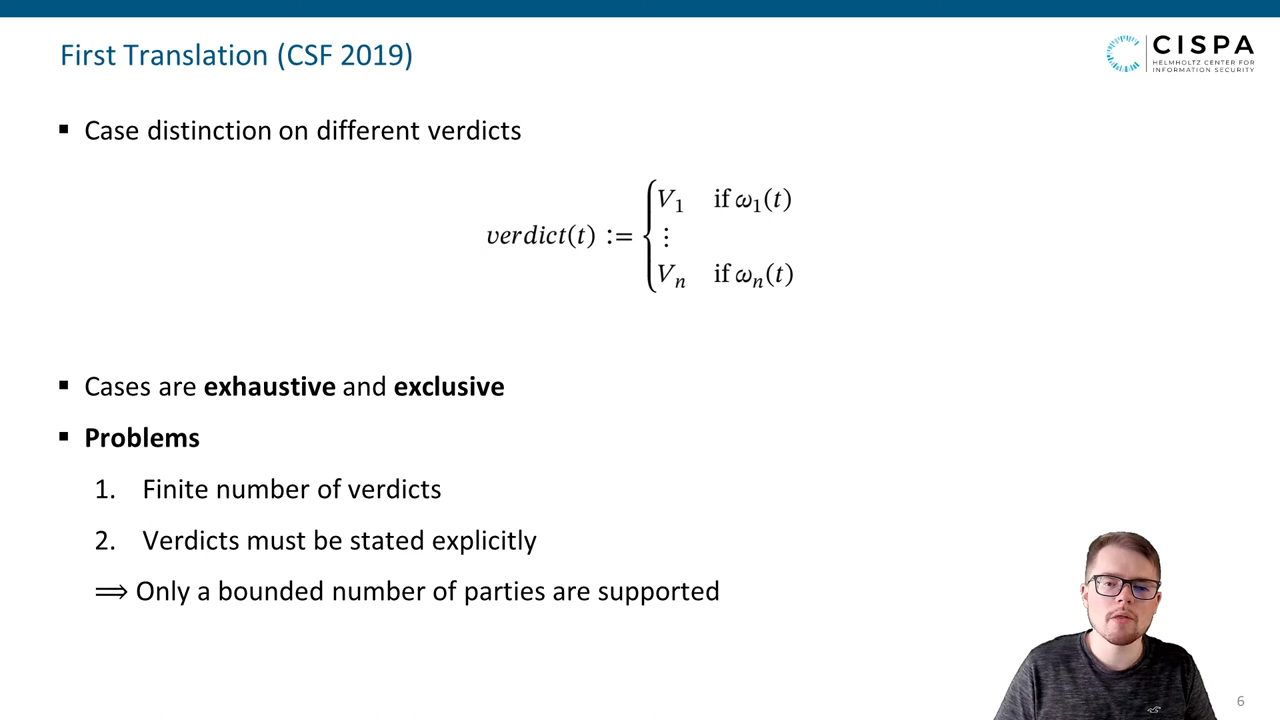 First Translation (CSF 2019)
CISPA
HELMHOLTZ CENTER FOR
INFORMATION SECURITY
▪ Case distinction on different verdicts
V₁ if ω₁(t)
verdict(t) := { ⋮
Vₙ if ωₙ(t)
▪ Cases are exhaustive and exclusive
▪ Problems
1. Finite number of verdicts
2. Verdicts must be stated explicitly
⟹ Only a bounded number of parties are supported
6